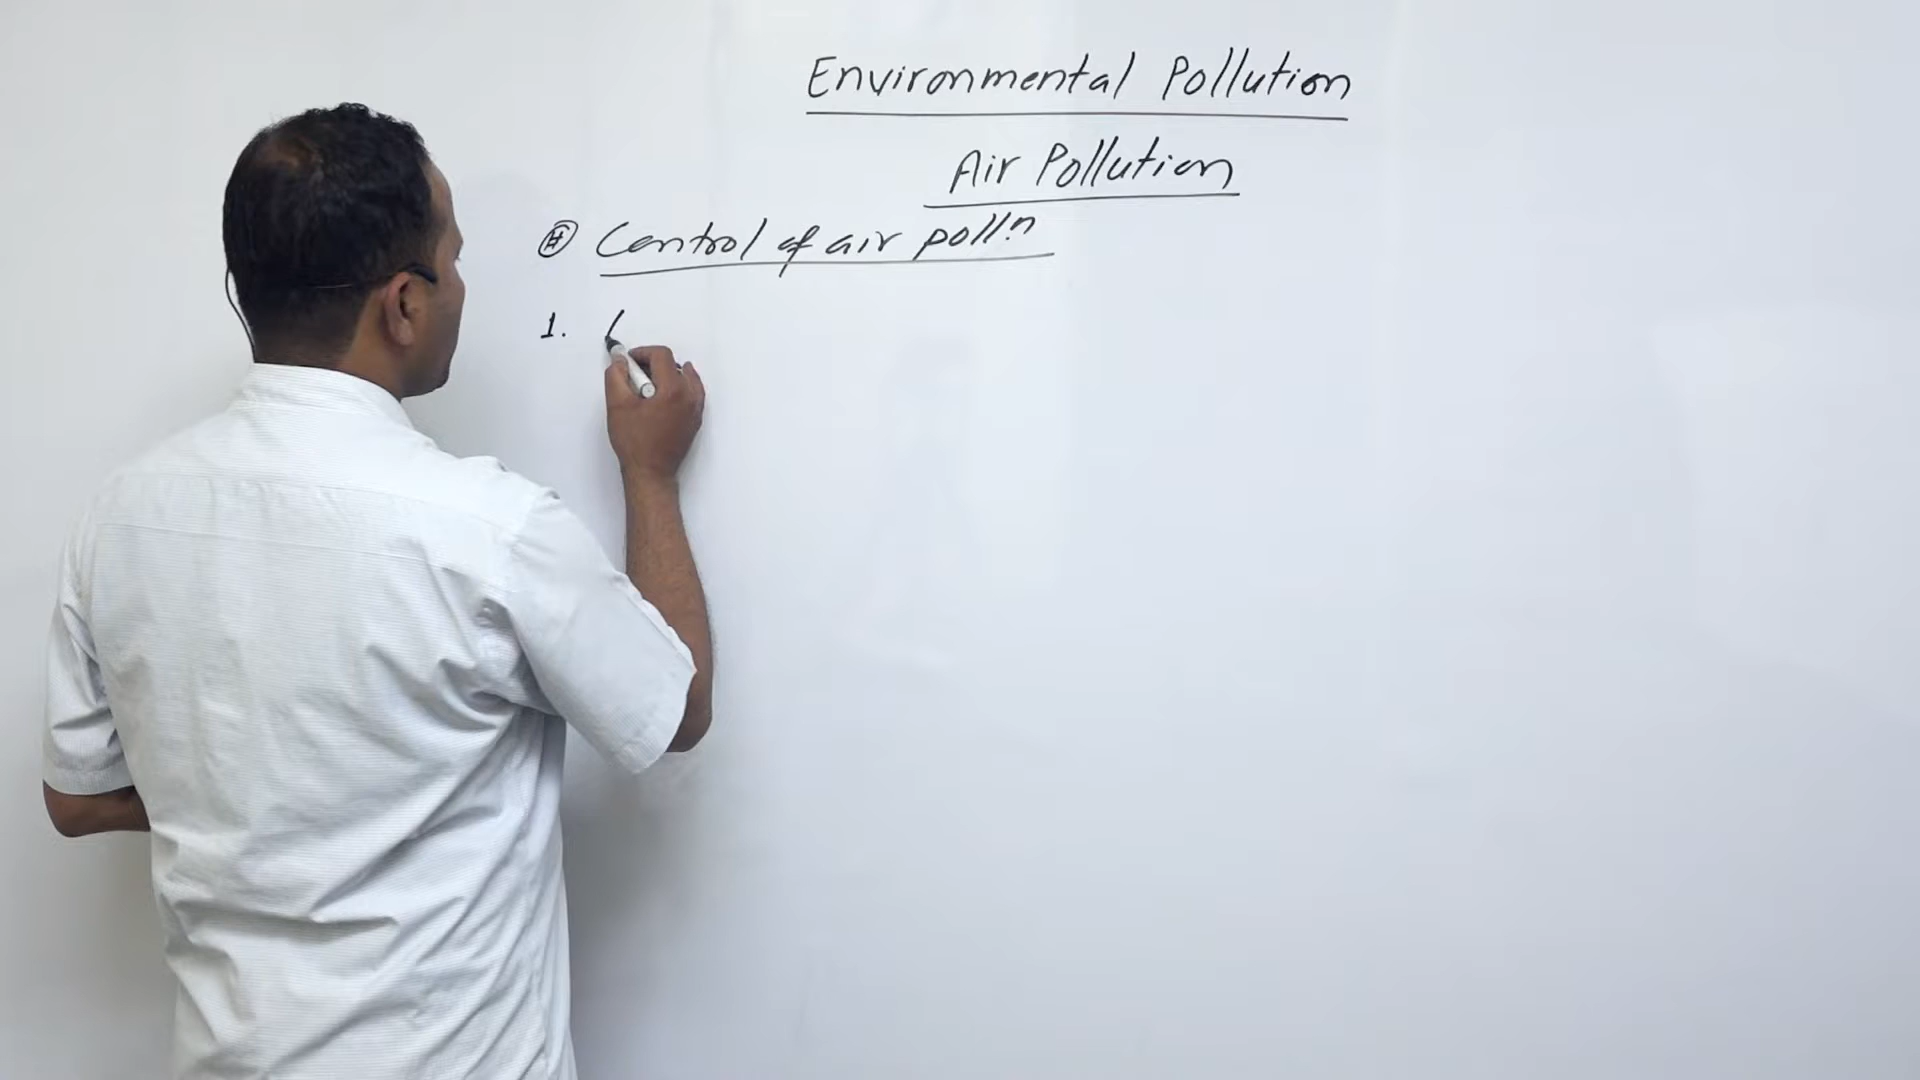 Environmental Pollution
Air Pollution
# Control of air pollⁿ
1.